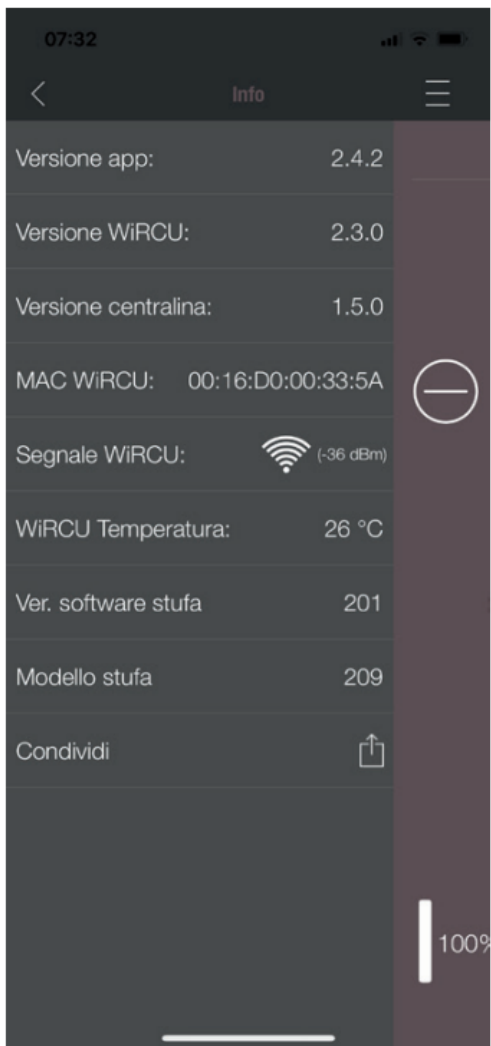 07:32
Info
Versione app: 2.4.2
Versione WiRCU: 2.3.0
Versione centralina: 1.5.0
MAC WiRCU: 00:16:D0:00:33:5A
Segnale WiRCU: (-36 dBm)
WiRCU Temperatura: 26 °C
Ver. software stufa 201
Modello stufa 209
Condividi
100%